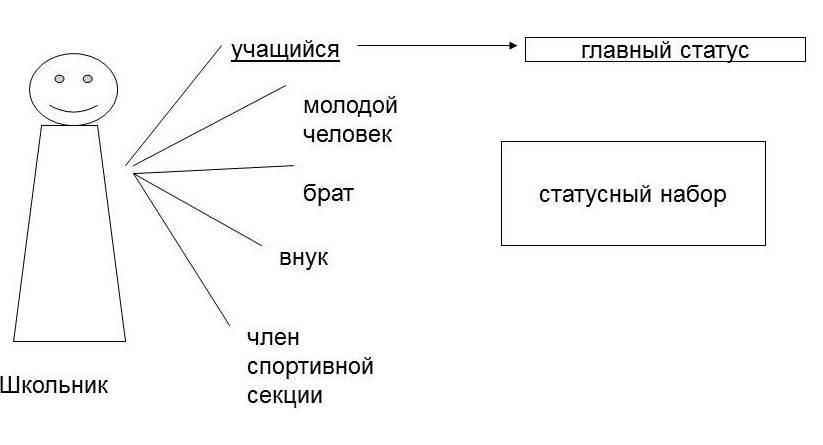 учащийся
главный статус
молодой
человек
статусный набор
брат
внук
член
спортивной
секции
Школьник